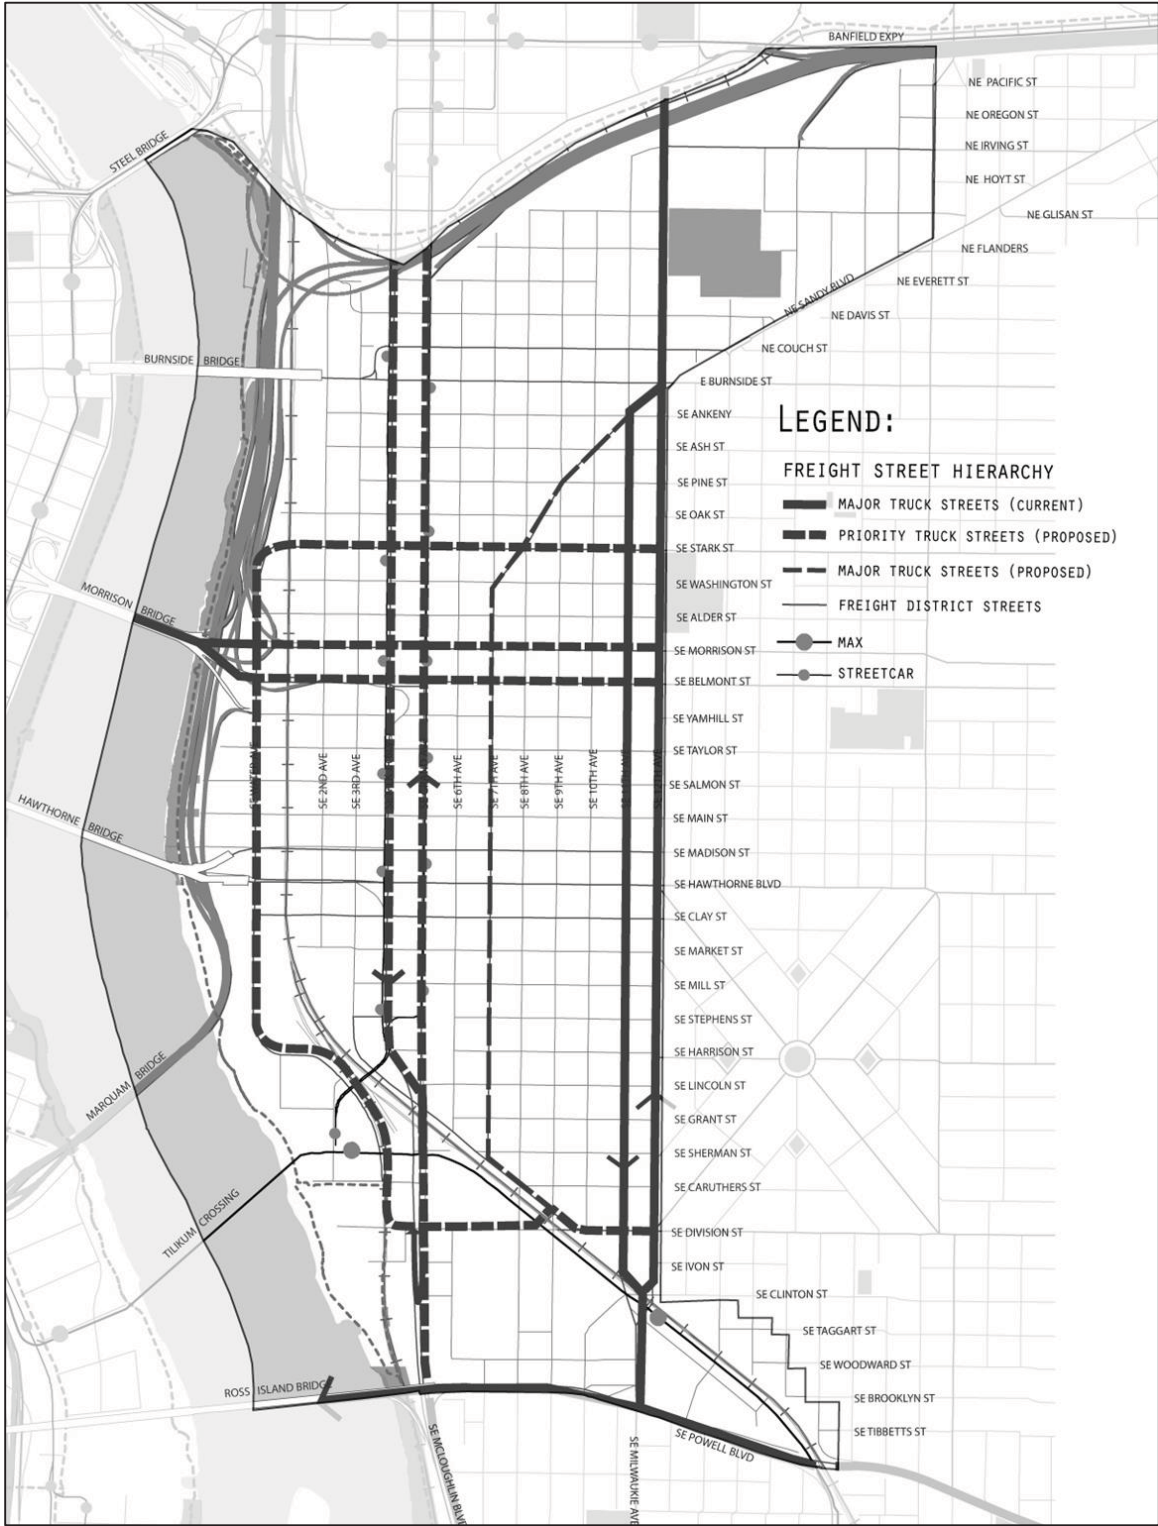 BANFIELD EXPY
NE PACIFIC ST
NE OREGON ST
STEEL BRIDGE
NE IRVING ST
NE HOYT ST
NE GLISAN ST
NE FLANDERS
NE EVERETT ST
NE SANDY BLVD
NE DAVIS ST
NE COUCH ST
BURNSIDE BRIDGE
E BURNSIDE ST
SE ANKENY
LEGEND:
SE ASH ST
FREIGHT STREET HIERARCHY
SE PINE ST
MAJOR TRUCK STREETS (CURRENT)
SE OAK ST
PRIORITY TRUCK STREETS (PROPOSED)
SE STARK ST
MAJOR TRUCK STREETS (PROPOSED)
SE WASHINGTON ST
FREIGHT DISTRICT STREETS
MORRISON BRIDGE
SE ALDER ST
MAX
SE MORRISON ST
STREETCAR
SE BELMONT ST
SE YAMHILL ST
SE TAYLOR ST
SE 2ND AVE
SE 3RD AVE
SE 6TH AVE
SE 7TH AVE
SE 8TH AVE
SE 9TH AVE
SE 10TH AVE
SE SALMON ST
HAWTHORNE BRIDGE
SE MAIN ST
SE MADISON ST
SE HAWTHORNE BLVD
SE CLAY ST
SE MARKET ST
SE MILL ST
SE STEPHENS ST
SE HARRISON ST
MARQUAM BRIDGE
SE LINCOLN ST
SE GRANT ST
SE SHERMAN ST
SE CARUTHERS ST
TILIKUM CROSSING
SE DIVISION ST
SE IVON ST
SE CLINTON ST
SE TAGGART ST
SE WOODWARD ST
ROSS ISLAND BRIDGE
SE BROOKLYN ST
SE TIBBETTS ST
SE POWELL BLVD
SE MCLOUGHLIN BLVD
SE MILWAUKIE AVE